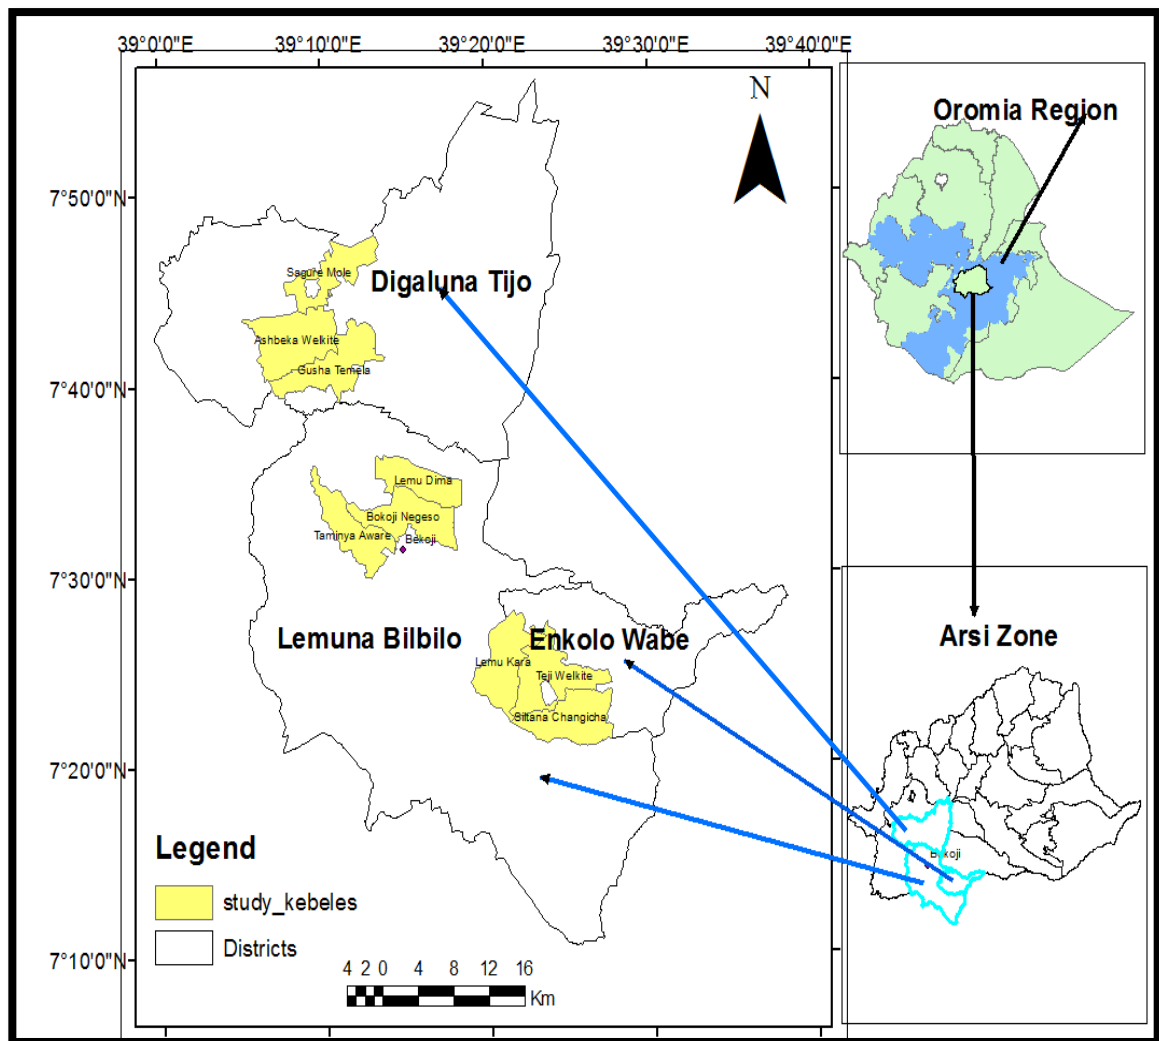 39°0'0"E 39°10'0"E 39°20'0"E 39°30'0"E 39°40'0"E
N
Oromia Region
7°50'0"N
Sagure Mole
Digaluna Tijo
Ashbeka Welkite
Gusha Temela
7°40'0"N
Lemu Dima
Bokoji Negeso
Taminya Aware
Bekoji
7°30'0"N
Lemuna Bilbilo
Enkolo Wabe
Arsi Zone
Lemu Kara
Teji Welkite
Siltana Changicha
7°20'0"N
Legend
Bekoji
study_kebeles
Districts
7°10'0"N
4 2 0 4 8 12 16
Km